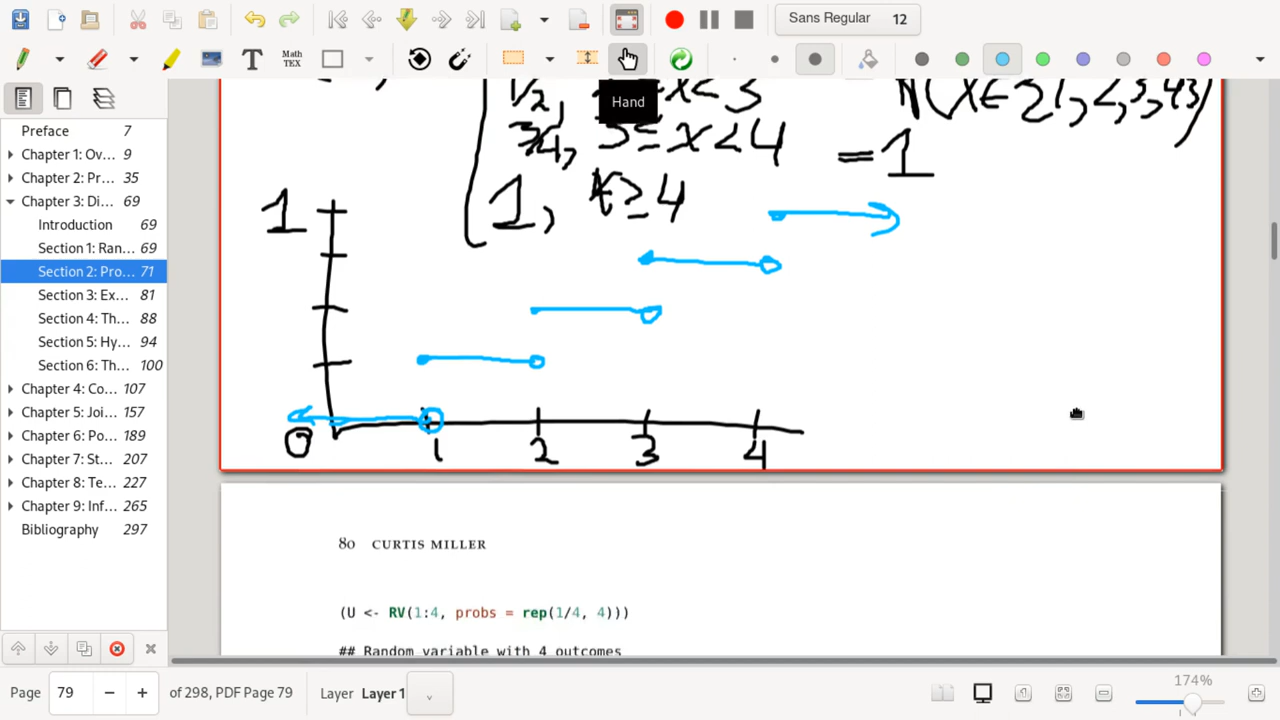 Sans Regular 12
T Math TEX
Hand
Preface 7
Chapter 1: Ov... 9
Chapter 2: Pr... 35
Chapter 3: Di... 69
Introduction 69
Section 1: Ran... 69
Section 2: Pro... 71
Section 3: Ex... 81
Section 4: Th... 88
Section 5: Hy... 94
Section 6: Th... 100
Chapter 4: Co... 107
Chapter 5: Joi... 157
Chapter 6: Po... 189
Chapter 7: St... 207
Chapter 8: Te... 227
Chapter 9: Inf... 265
Bibliography 297
1/2, x < 3
3/4, 3 ≤ x < 4 = 1
1, x ≥ 4
1
0 1 2 3 4
80 CURTIS MILLER
(U <- RV(1:4, probs = rep(1/4, 4)))
## Random variable with 4 outcomes
Page 79 − + of 298, PDF Page 79 Layer Layer 1 174%